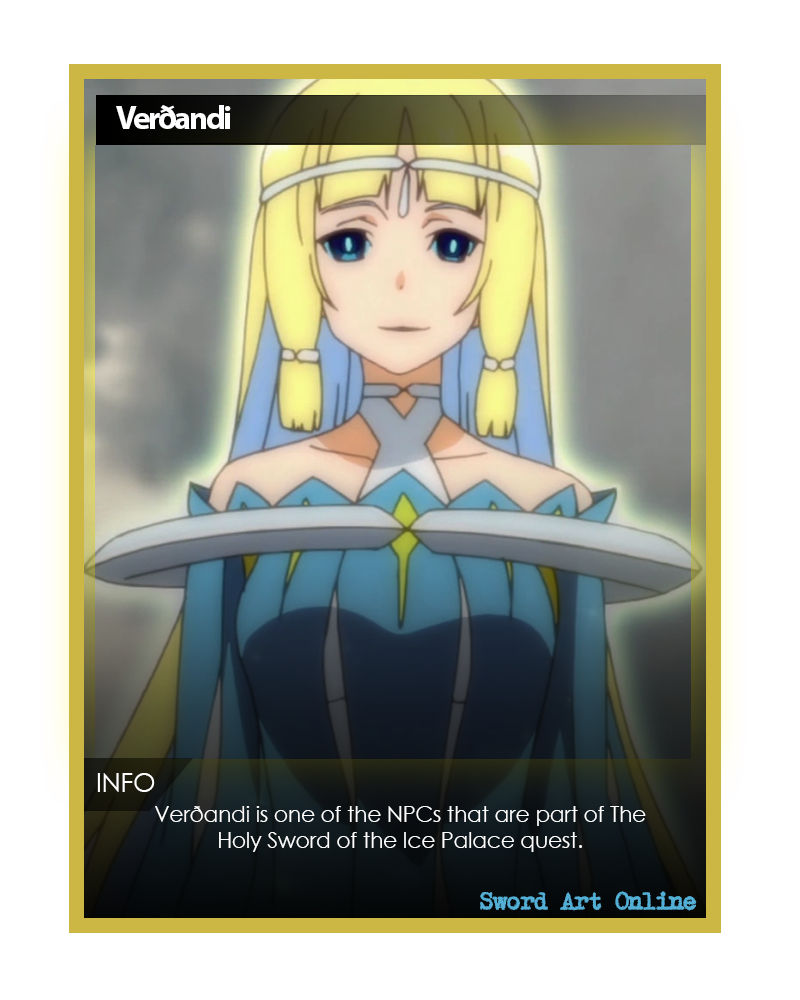 Verðandi
INFO
Verðandi is one of the NPCs that are part of The
Holy Sword of the Ice Palace quest.
Sword Art Online